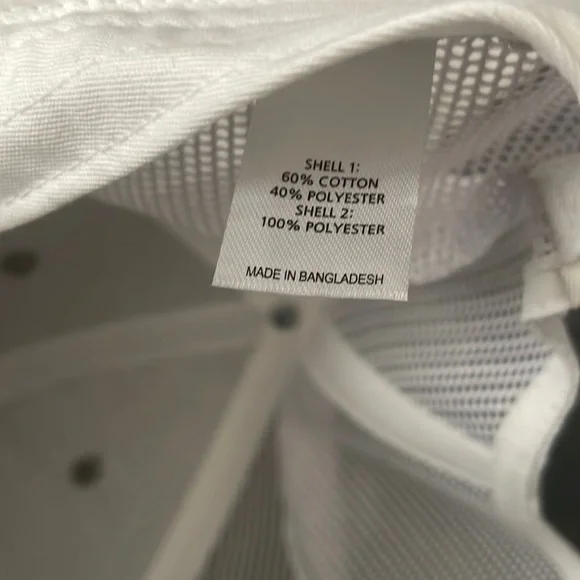 SHELL 1:
60% COTTON
40% POLYESTER
SHELL 2:
100% POLYESTER
MADE IN BANGLADESH